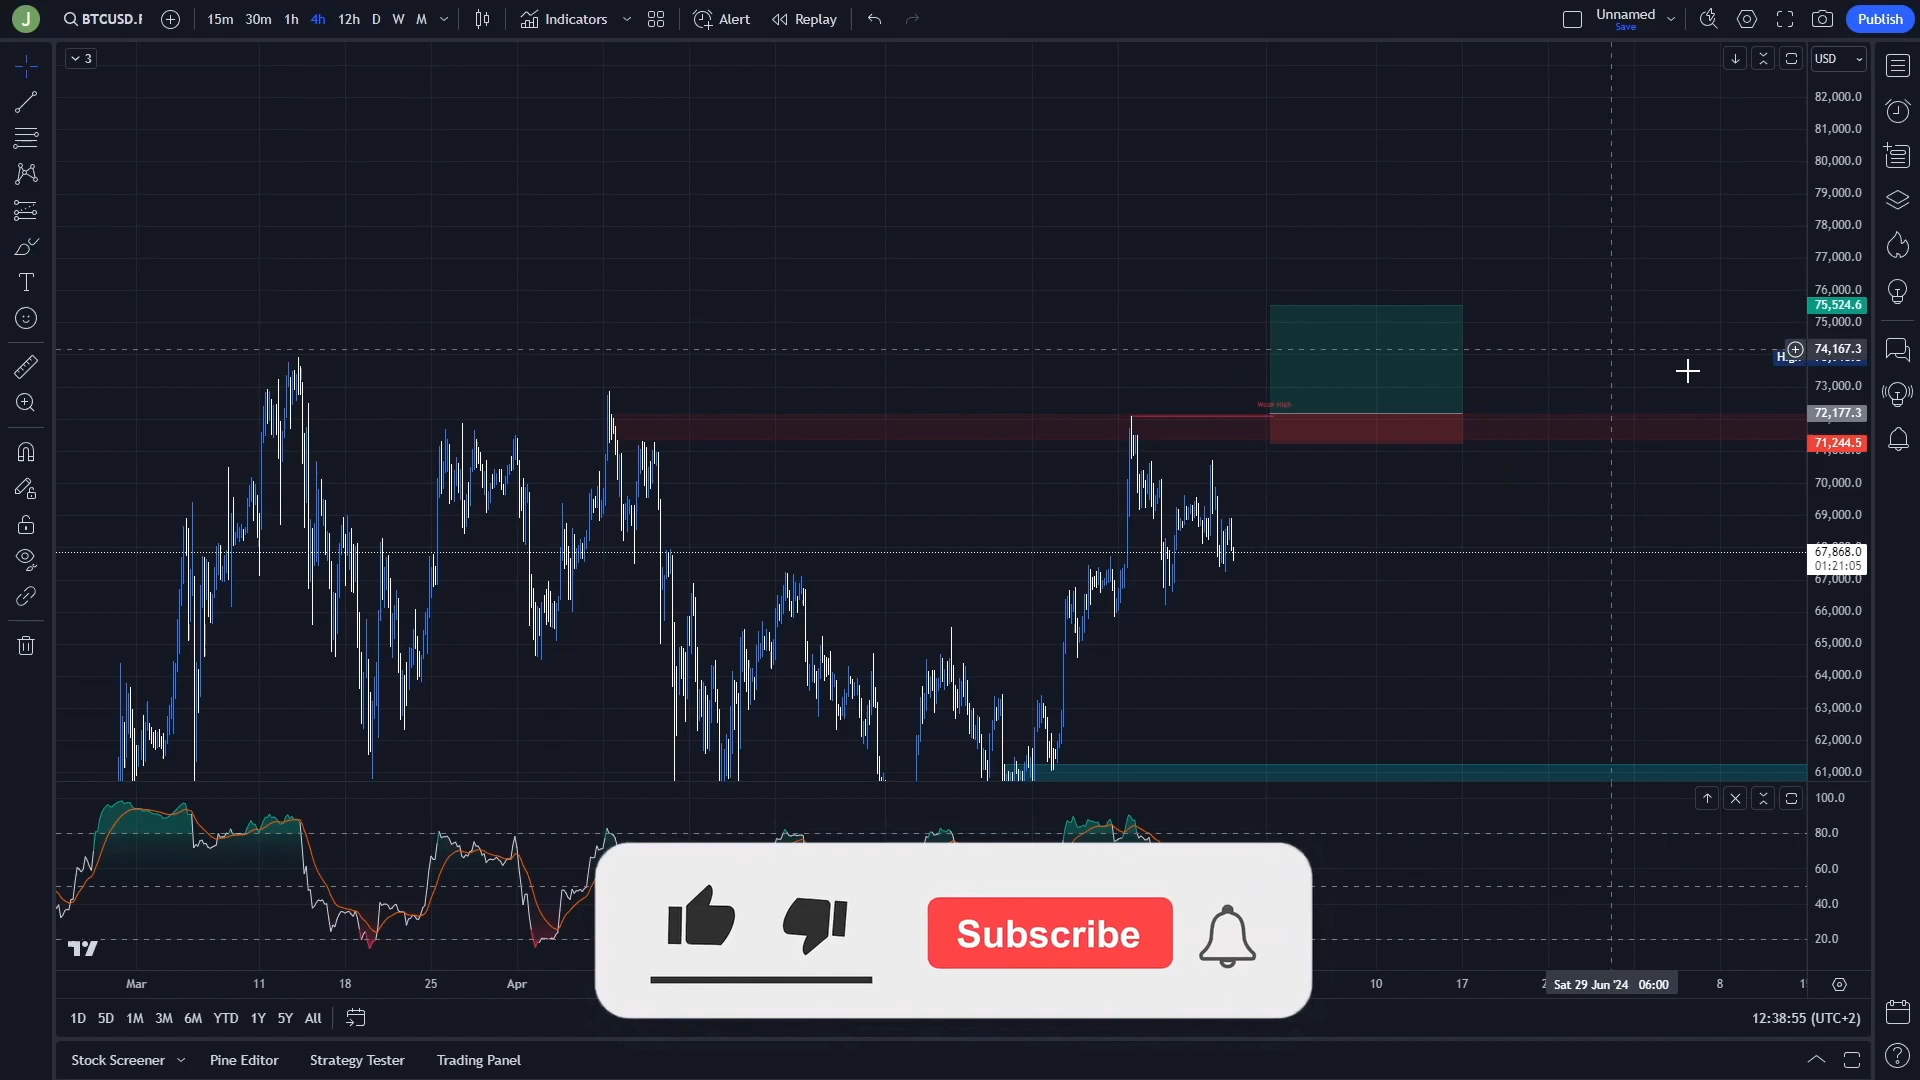 J
BTCUSD.F
15m 30m 1h 4h 12h D W M
Indicators
Alert
Replay
Unnamed
Save
Publish
3
USD
82,000.0
81,000.0
80,000.0
79,000.0
78,000.0
77,000.0
76,000.0
75,524.6
75,000.0
74,167.3
73,000.0
Weak High
72,177.3
71,244.5
70,000.0
69,000.0
67,868.0
01:21:05
67,000.0
66,000.0
65,000.0
64,000.0
63,000.0
62,000.0
61,000.0
100.0
80.0
60.0
40.0
20.0
Subscribe
Mar 11 18 25 Apr 10 17 Sat 29 Jun '24 06:00 8
1D 5D 1M 3M 6M YTD 1Y 5Y All
12:38:55 (UTC+2)
Stock Screener Pine Editor Strategy Tester Trading Panel